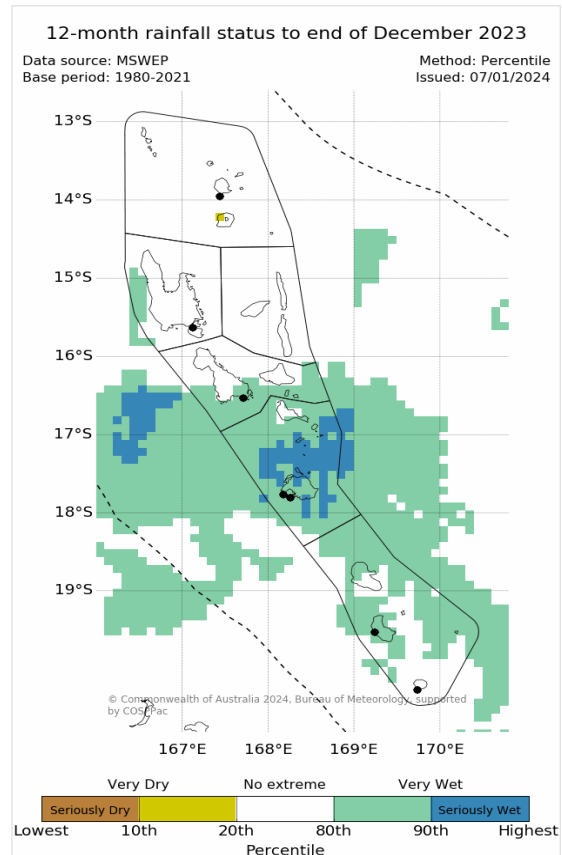 12-month rainfall status to end of December 2023
Data source: MSWEP Method: Percentile
Base period: 1980-2021 Issued: 07/01/2024
13°S
14°S
15°S
16°S
17°S
18°S
19°S
© Commonwealth of Australia 2024, Bureau of Meteorology, supported
by COSPPac
167°E 168°E 169°E 170°E
Very Dry No extreme Very Wet
Seriously Dry Seriously Wet
Lowest 10th 20th 80th 90th Highest
Percentile